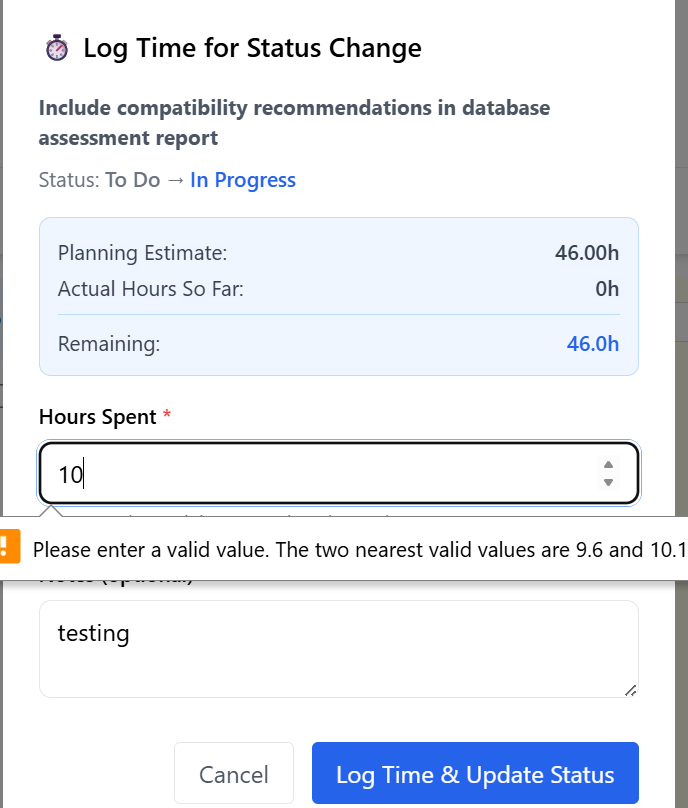 Log Time for Status Change
Include compatibility recommendations in database
assessment report
Status: To Do → In Progress
Planning Estimate: 46.00h
Actual Hours So Far: 0h
Remaining: 46.0h
Hours Spent *
10
Please enter a valid value. The two nearest valid values are 9.6 and 10.1
testing
Cancel Log Time & Update Status